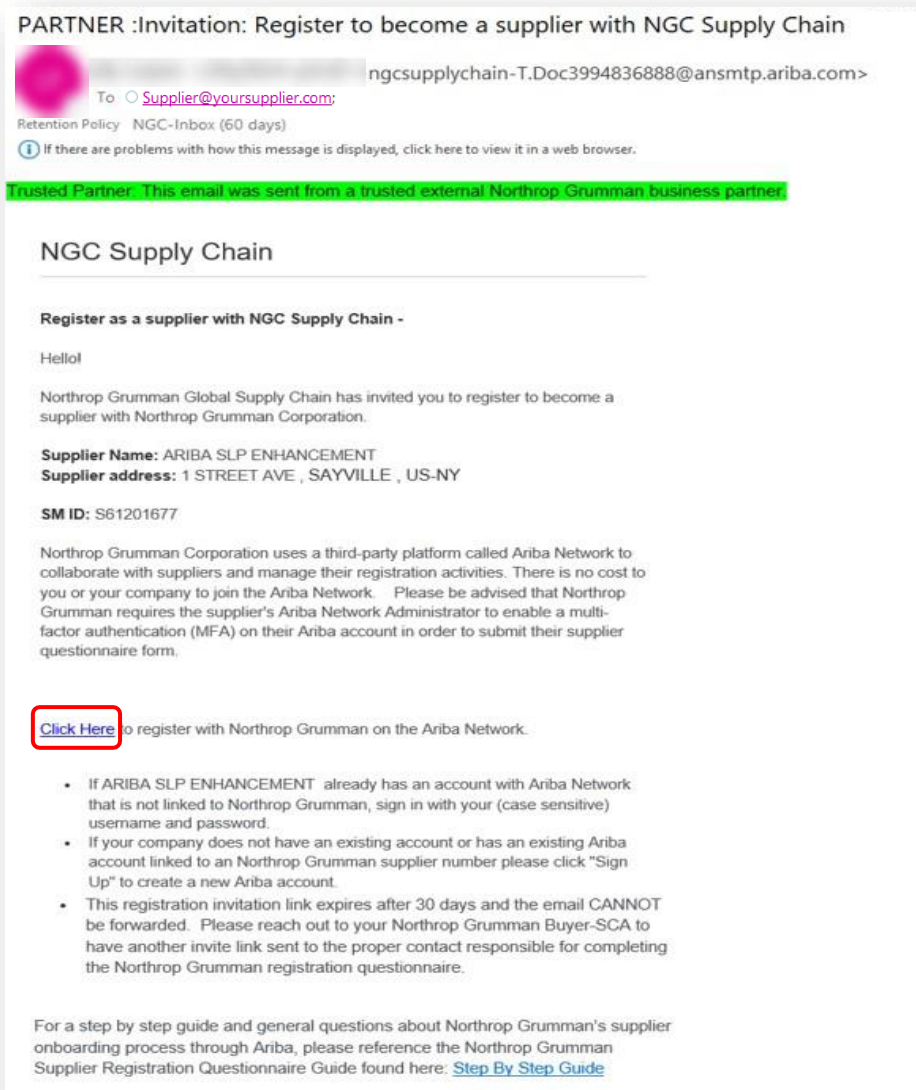 PARTNER :Invitation: Register to become a supplier with NGC Supply Chain
ngcsupplychain-T.Doc3994836888@ansmtp.ariba.com>
To Supplier@yoursupplier.com;
Retention Policy NGC-Inbox (60 days)
If there are problems with how this message is displayed, click here to view it in a web browser.
Trusted Partner: This email was sent from a trusted external Northrop Grumman business partner.
NGC Supply Chain
Register as a supplier with NGC Supply Chain -
Hello!
Northrop Grumman Global Supply Chain has invited you to register to become a
supplier with Northrop Grumman Corporation.
Supplier Name: ARIBA SLP ENHANCEMENT
Supplier address: 1 STREET AVE , SAYVILLE , US-NY
SM ID: S61201677
Northrop Grumman Corporation uses a third-party platform called Ariba Network to
collaborate with suppliers and manage their registration activities. There is no cost to
you or your company to join the Ariba Network. Please be advised that Northrop
Grumman requires the supplier's Ariba Network Administrator to enable a multi-
factor authentication (MFA) on their Ariba account in order to submit their supplier
questionnaire form.
Click Here to register with Northrop Grumman on the Ariba Network.
• If ARIBA SLP ENHANCEMENT already has an account with Ariba Network
that is not linked to Northrop Grumman, sign in with your (case sensitive)
username and password.
• If your company does not have an existing account or has an existing Ariba
account linked to an Northrop Grumman supplier number please click "Sign
Up" to create a new Ariba account.
• This registration invitation link expires after 30 days and the email CANNOT
be forwarded. Please reach out to your Northrop Grumman Buyer-SCA to
have another invite link sent to the proper contact responsible for completing
the Northrop Grumman registration questionnaire.
For a step by step guide and general questions about Northrop Grumman's supplier
onboarding process through Ariba, please reference the Northrop Grumman
Supplier Registration Questionnaire Guide found here: Step By Step Guide